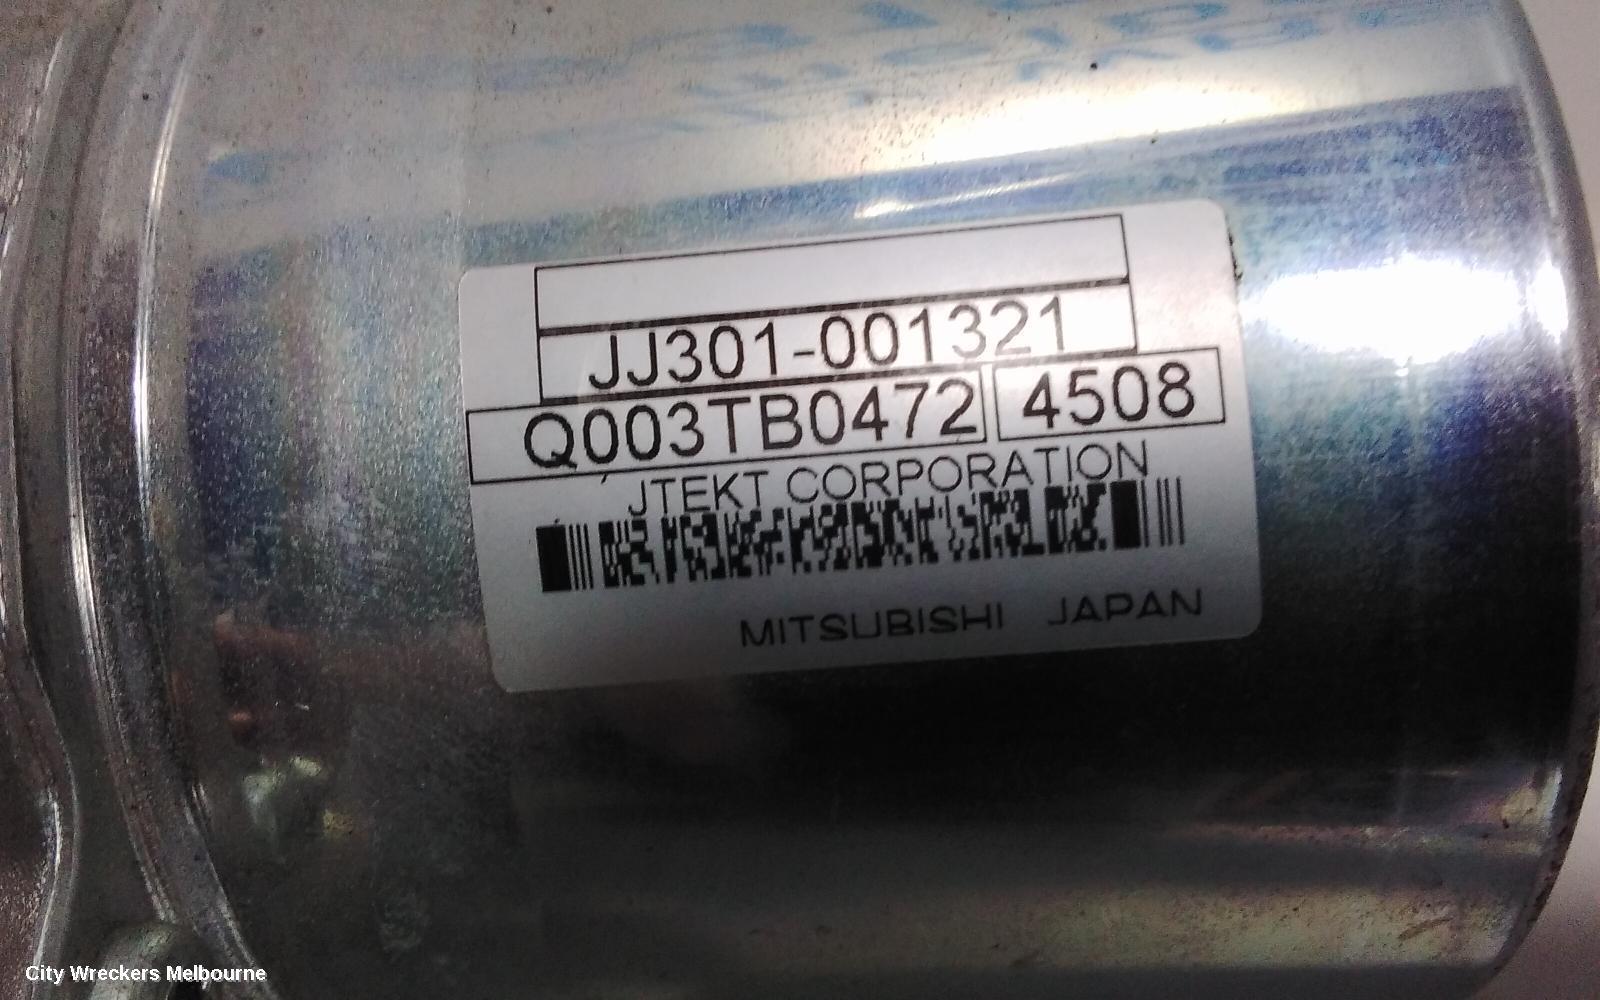 JJ301-001321
Q003TB0472 4508
JTEKT CORPORATION
MITSUBISHI JAPAN
City Wreckers Melbourne